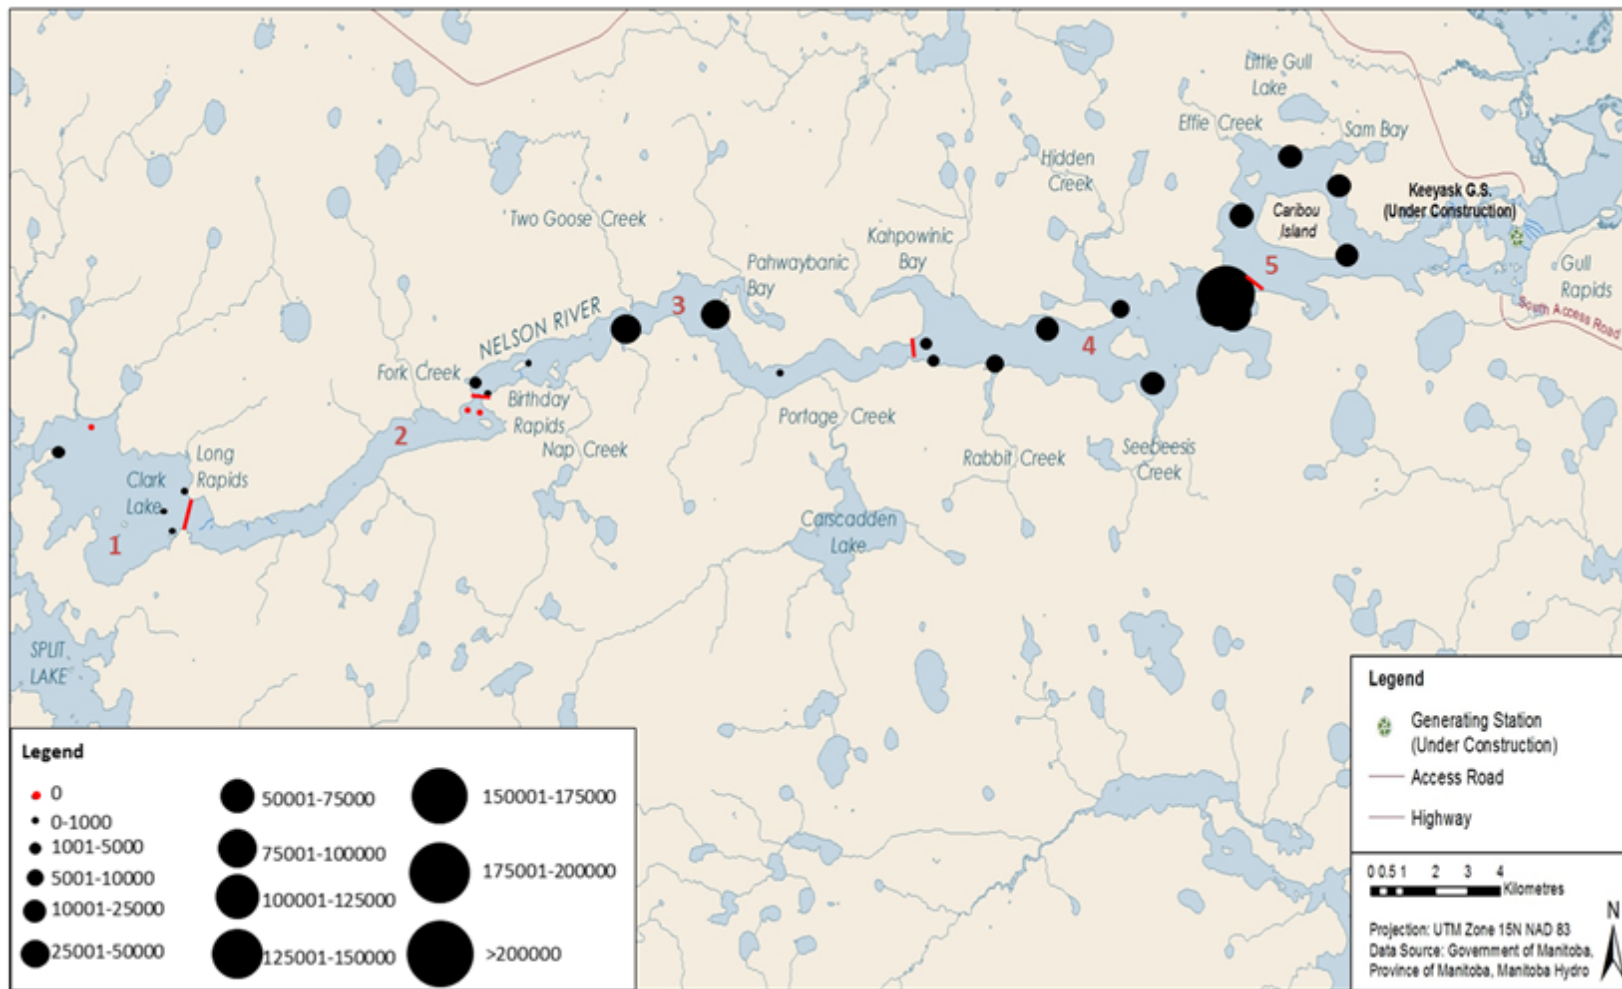 Little Gull
Lake
Effie Creek
Sam Bay
Hidden
Creek
Keeyask G.S.
(Under Construction)
Caribou
Island
Two Goose Creek
Kahpowinic
Bay
Pahwaybanic
Bay
5
Gull
Rapids
South Access Road
NELSON RIVER
3
4
Fork Creek
Birthday
Rapids
2
Nap Creek
Portage Creek
Rabbit Creek
Seebeesis
Creek
Long
Rapids
Clark
Lake
1
Carscadden
Lake
SPLIT
LAKE
Legend
0
0-1000
1001-5000
5001-10000
10001-25000
25001-50000
50001-75000
75001-100000
100001-125000
125001-150000
150001-175000
175001-200000
>200000
Legend
Generating Station
(Under Construction)
Access Road
Highway
0 0.5 1 2 3 4
Kilometres
N
Projection: UTM Zone 15N NAD 83
Data Source: Government of Manitoba,
Province of Manitoba, Manitoba Hydro